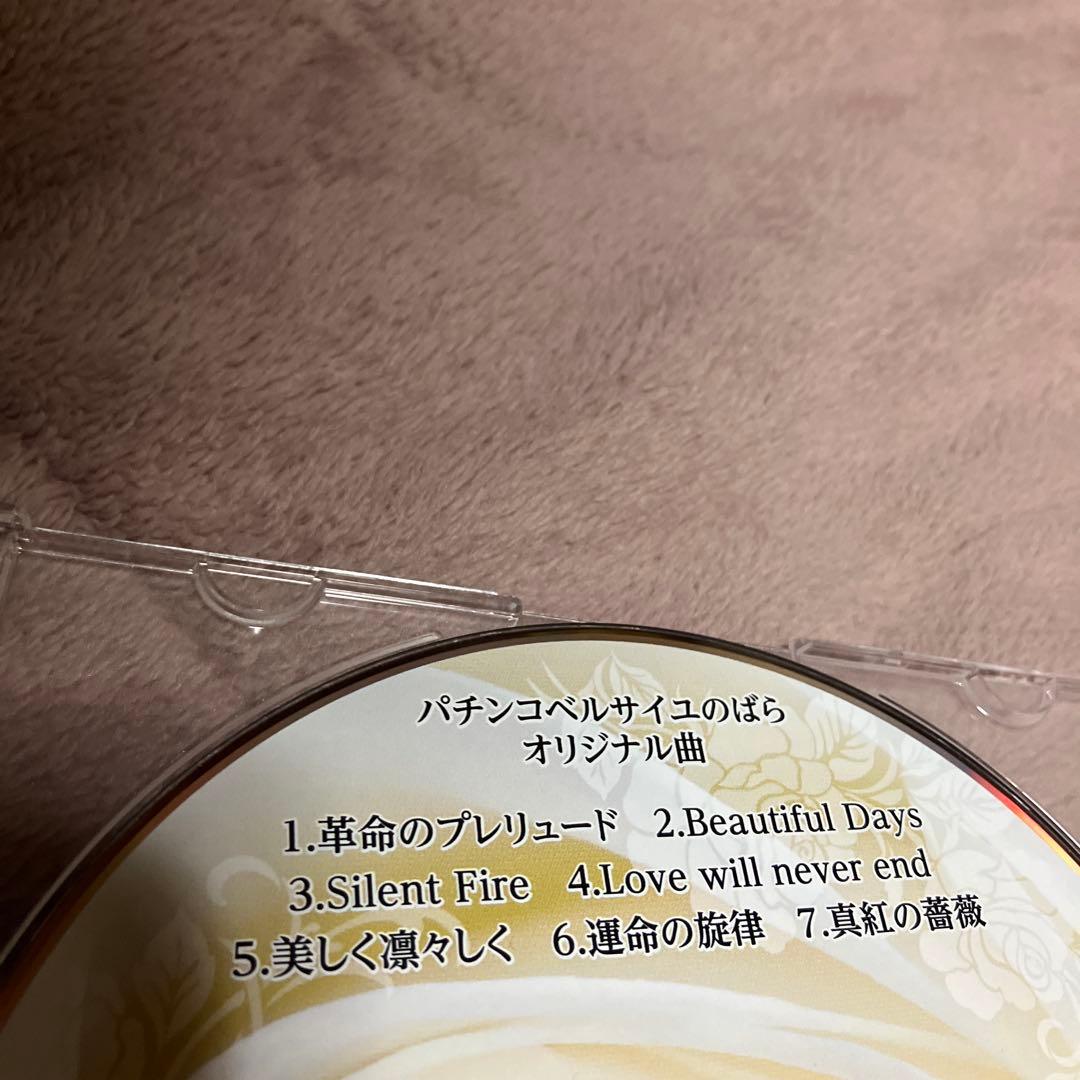 パチンコベルサイユのばら
オリジナル曲
1.革命のプレリュード 2.Beautiful Days
3.Silent Fire 4.Love will never end
5.美しく凛々しく 6.運命の旋律 7.真紅の薔薇